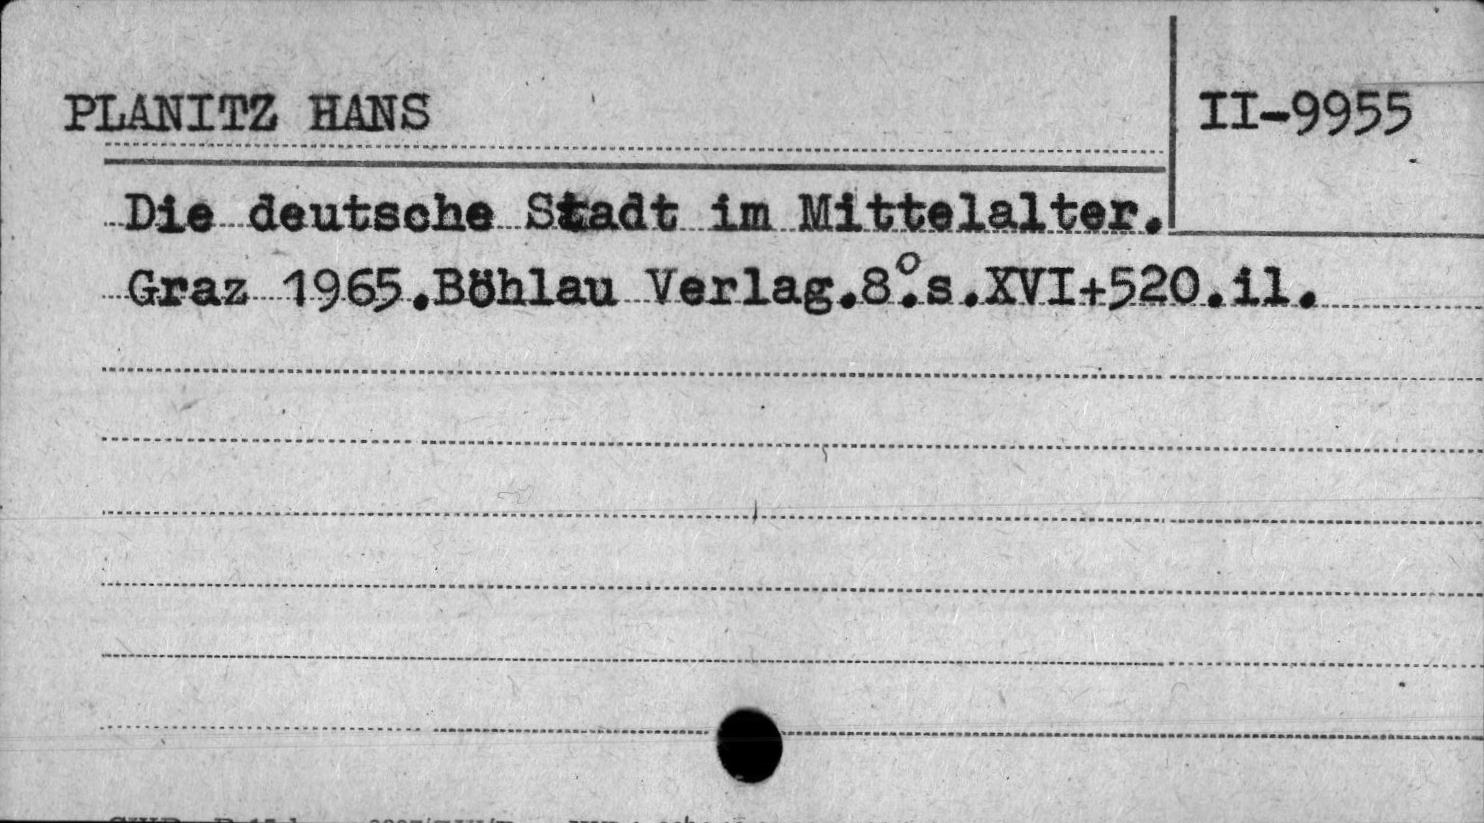 PLANITZ HANS
II-9955
Die deutsche Stadt im Mittelalter.
Graz 1965.Böhlau Verlag.8°.s.XVI+520.il.